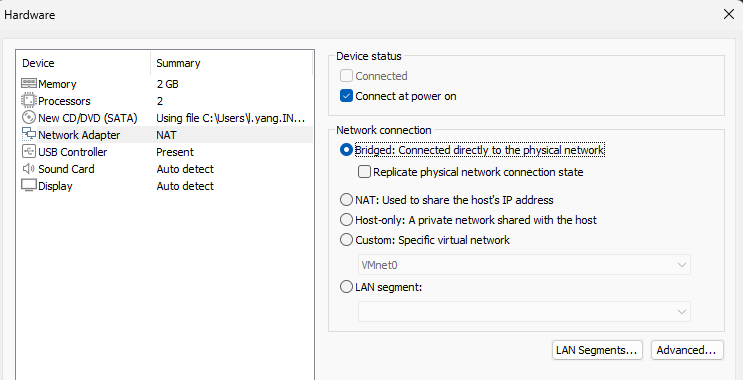 Hardware
Device Summary
Memory 2 GB
Processors 2
New CD/DVD (SATA) Using file C:\Users\l.yang.IN...
Network Adapter NAT
USB Controller Present
Sound Card Auto detect
Display Auto detect
Device status
Connected
Connect at power on
Network connection
Bridged: Connected directly to the physical network
Replicate physical network connection state
NAT: Used to share the host's IP address
Host-only: A private network shared with the host
Custom: Specific virtual network
VMnet0
LAN segment:
LAN Segments... Advanced...